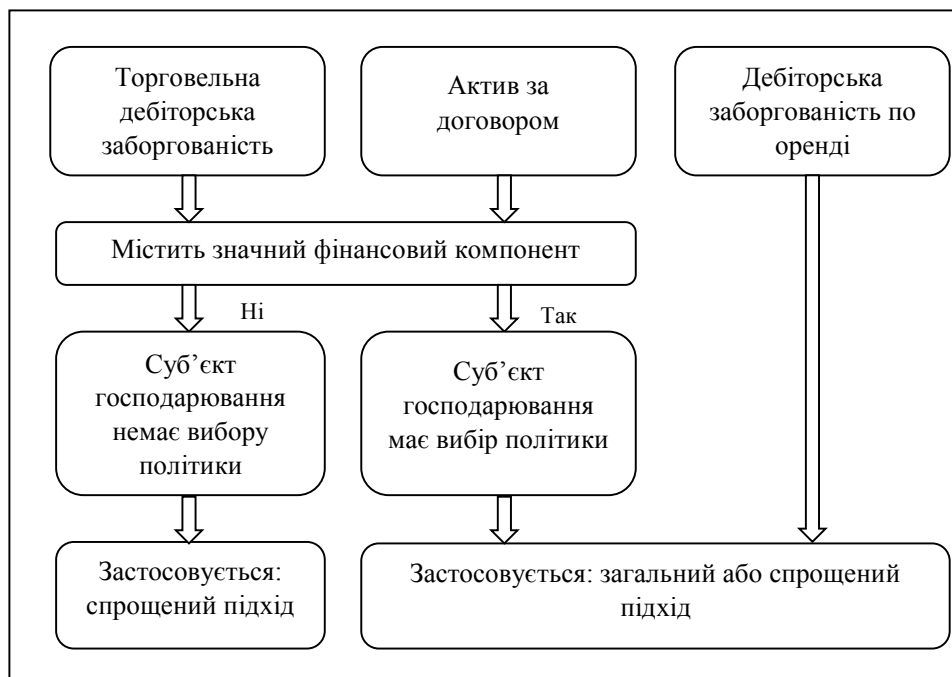 Торговельна
дебіторська
заборгованість
Актив за
договором
Дебіторська
заборгованість по
оренді
Містить значний фінансовий компонент
Ні
Так
Суб’єкт
господарювання
немає вибору
політики
Суб’єкт
господарювання
має вибір політики
Застосовується:
спрощений підхід
Застосовується: загальний або спрощений
підхід